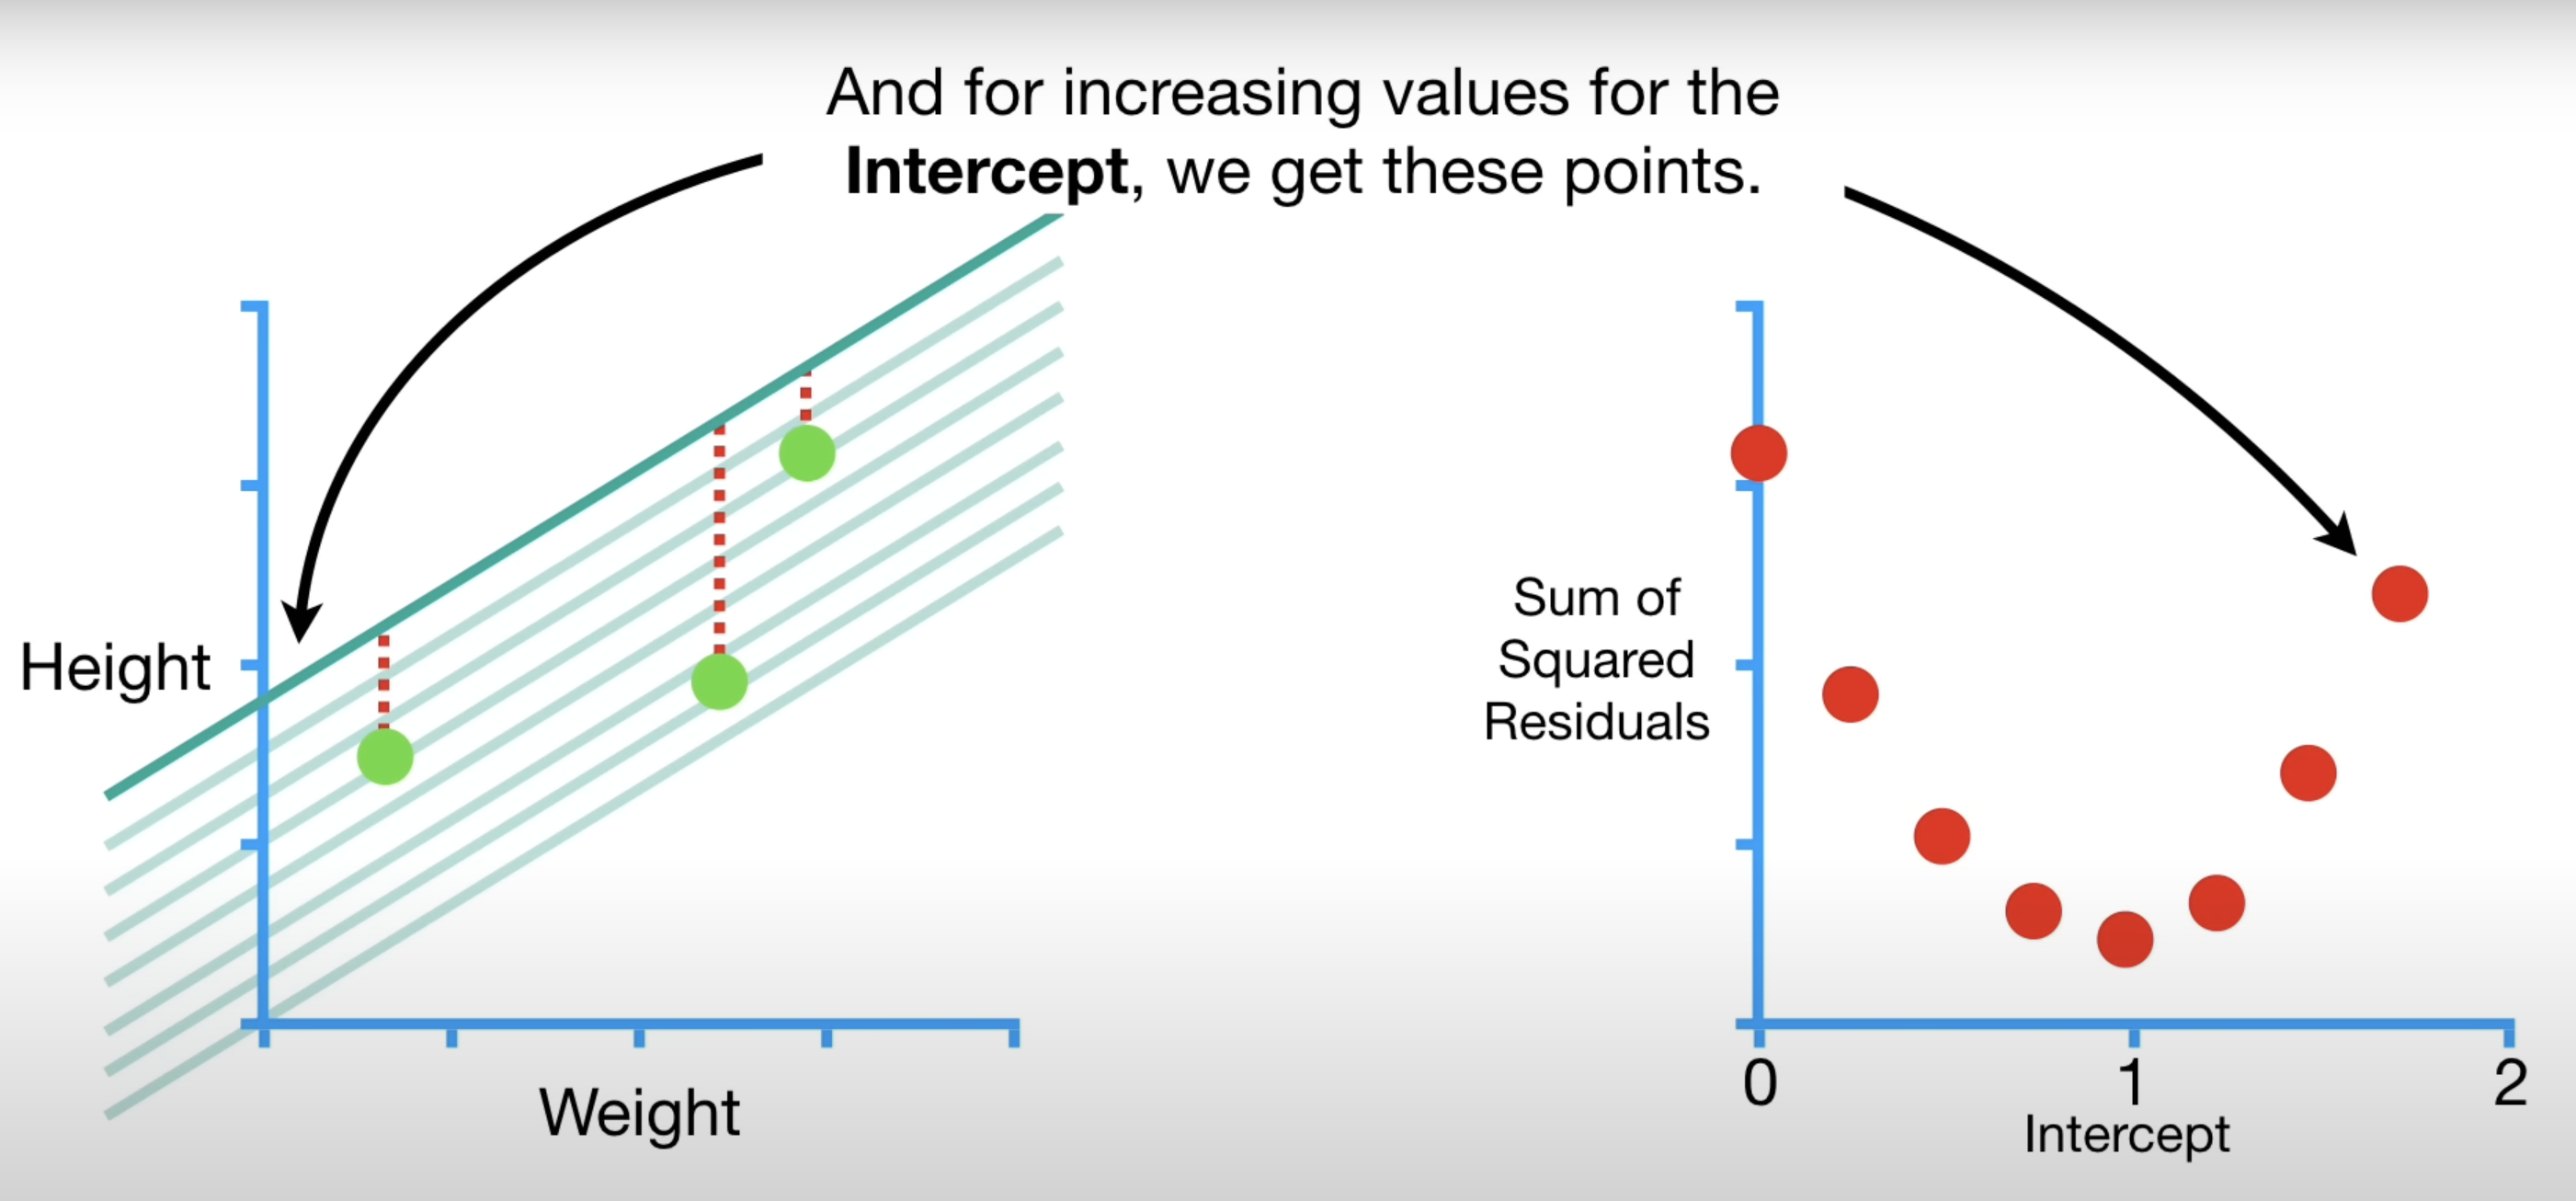 And for increasing values for the
Intercept, we get these points.
Height
Weight
Sum of
Squared
Residuals
0
1
2
Intercept